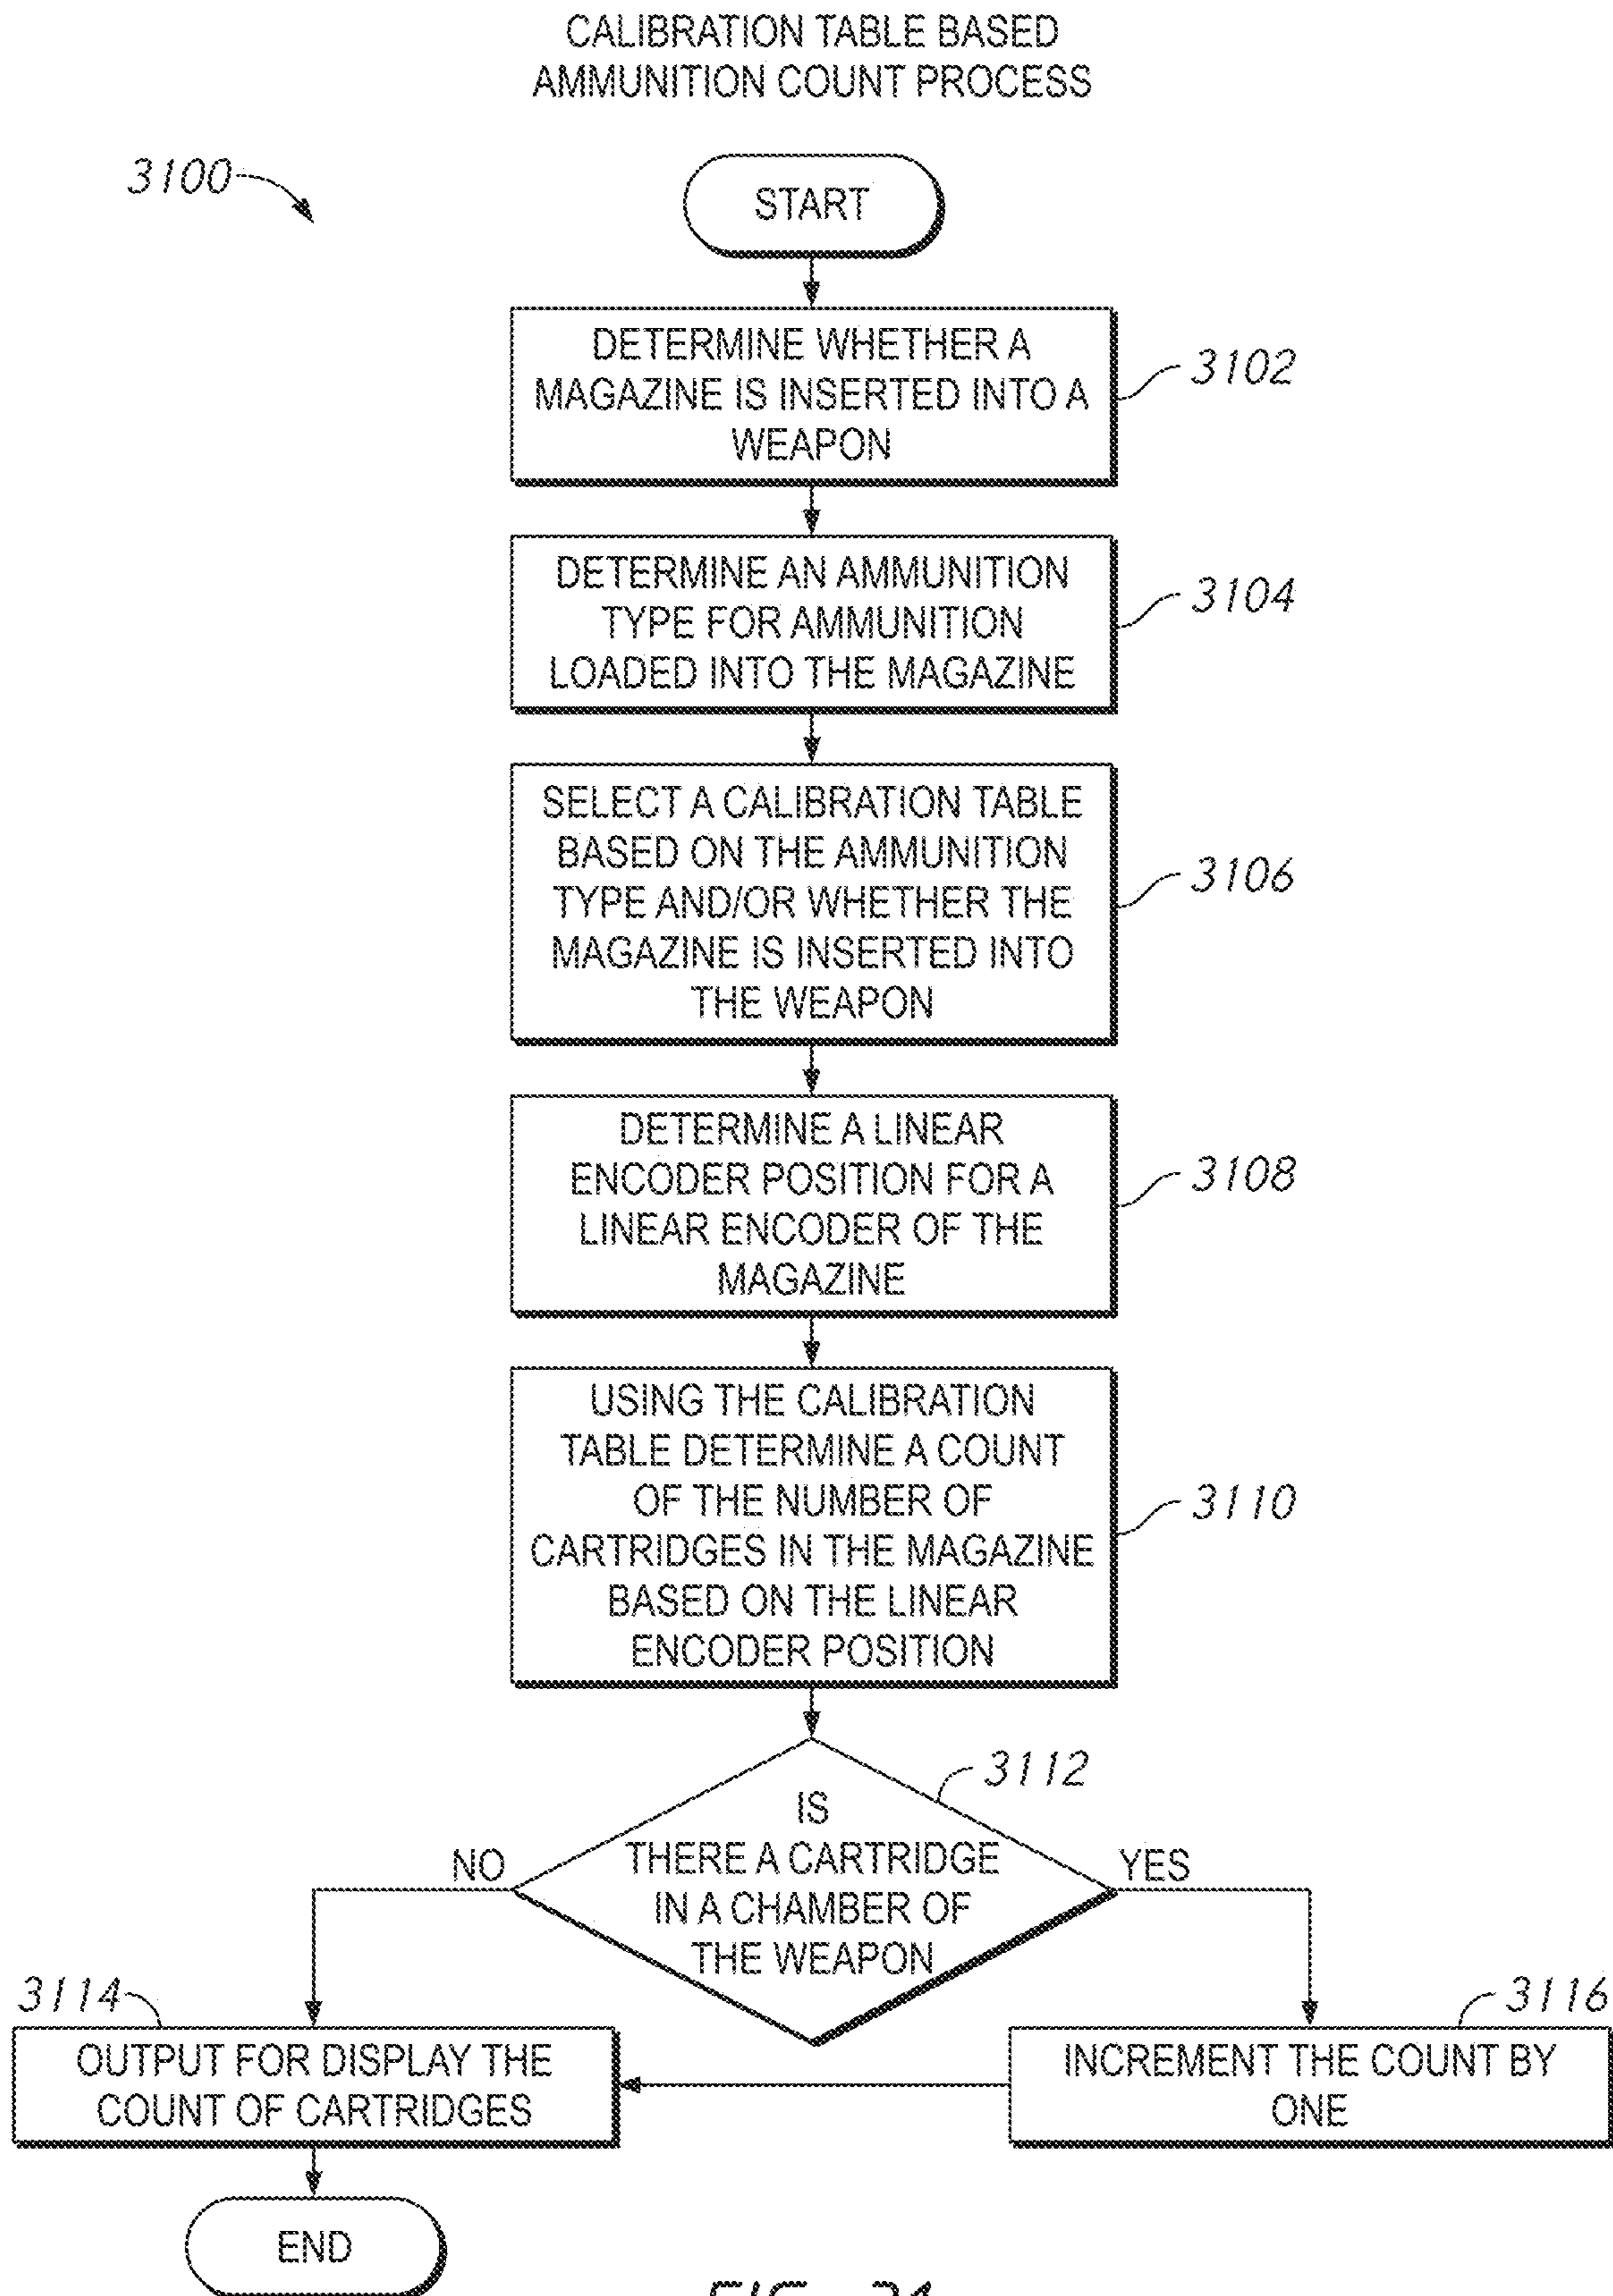 CALIBRATION TABLE BASED
AMMUNITION COUNT PROCESS
3100
START
DETERMINE WHETHER A
MAGAZINE IS INSERTED INTO A
WEAPON
3102
DETERMINE AN AMMUNITION
TYPE FOR AMMUNITION
LOADED INTO THE MAGAZINE
3104
SELECT A CALIBRATION TABLE
BASED ON THE AMMUNITION
TYPE AND/OR WHETHER THE
MAGAZINE IS INSERTED INTO
THE WEAPON
3106
DETERMINE A LINEAR
ENCODER POSITION FOR A
LINEAR ENCODER OF THE
MAGAZINE
3108
USING THE CALIBRATION
TABLE DETERMINE A COUNT
OF THE NUMBER OF
CARTRIDGES IN THE MAGAZINE
BASED ON THE LINEAR
ENCODER POSITION
3110
3112
IS
THERE A CARTRIDGE
IN A CHAMBER OF
THE WEAPON
NO
YES
3114
OUTPUT FOR DISPLAY THE
COUNT OF CARTRIDGES
3116
INCREMENT THE COUNT BY
ONE
END